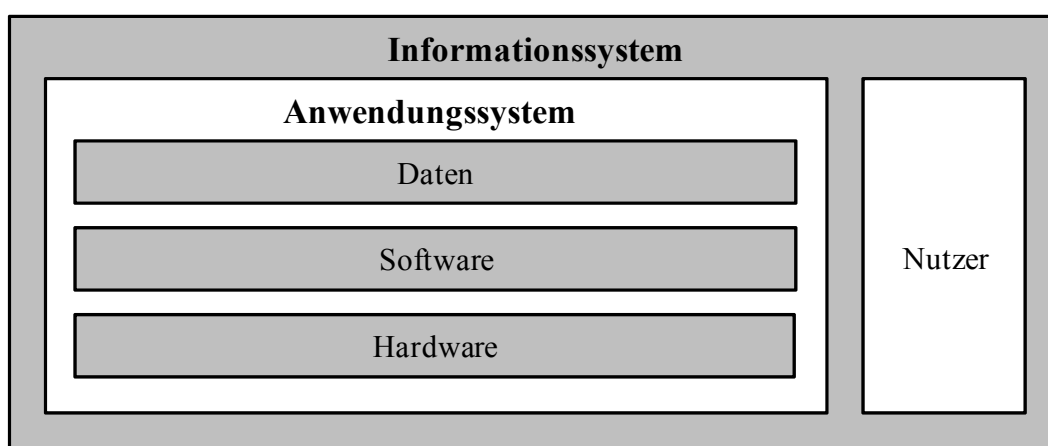 Informationssystem
Anwendungssystem
Daten
Software
Hardware
Nutzer